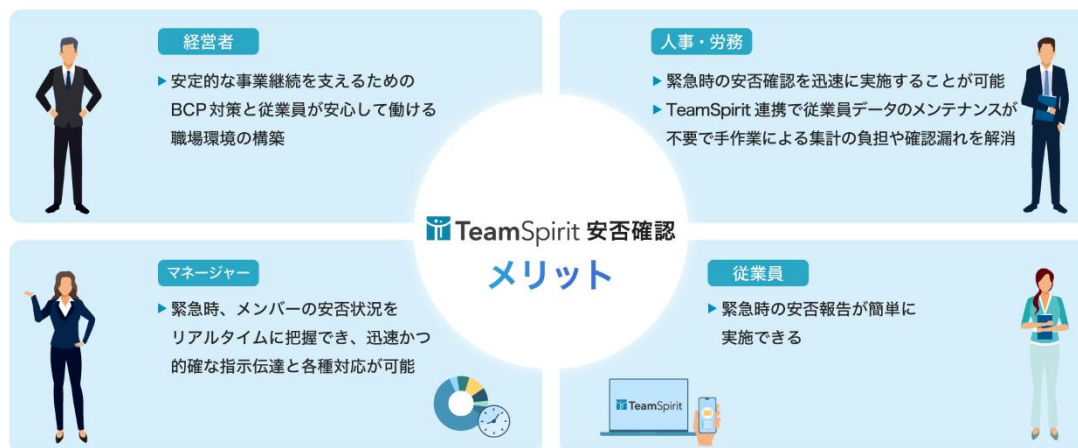 経営者
▶安定的な事業継続を支えるための
BCP対策と従業員が安心して働ける
職場環境の構築
人事・労務
▶緊急時の安否確認を迅速に実施することが可能
▶TeamSpirit 連携で従業員データのメンテナンスが
不要で手作業による集計の負担や確認漏れを解消
TeamSpirit 安否確認
メリット
マネージャー
▶緊急時、メンバーの安否状況を
リアルタイムに把握でき、迅速かつ
的確な指示伝達と各種対応が可能
従業員
▶緊急時の安否報告が簡単に
実施できる
TeamSpirit